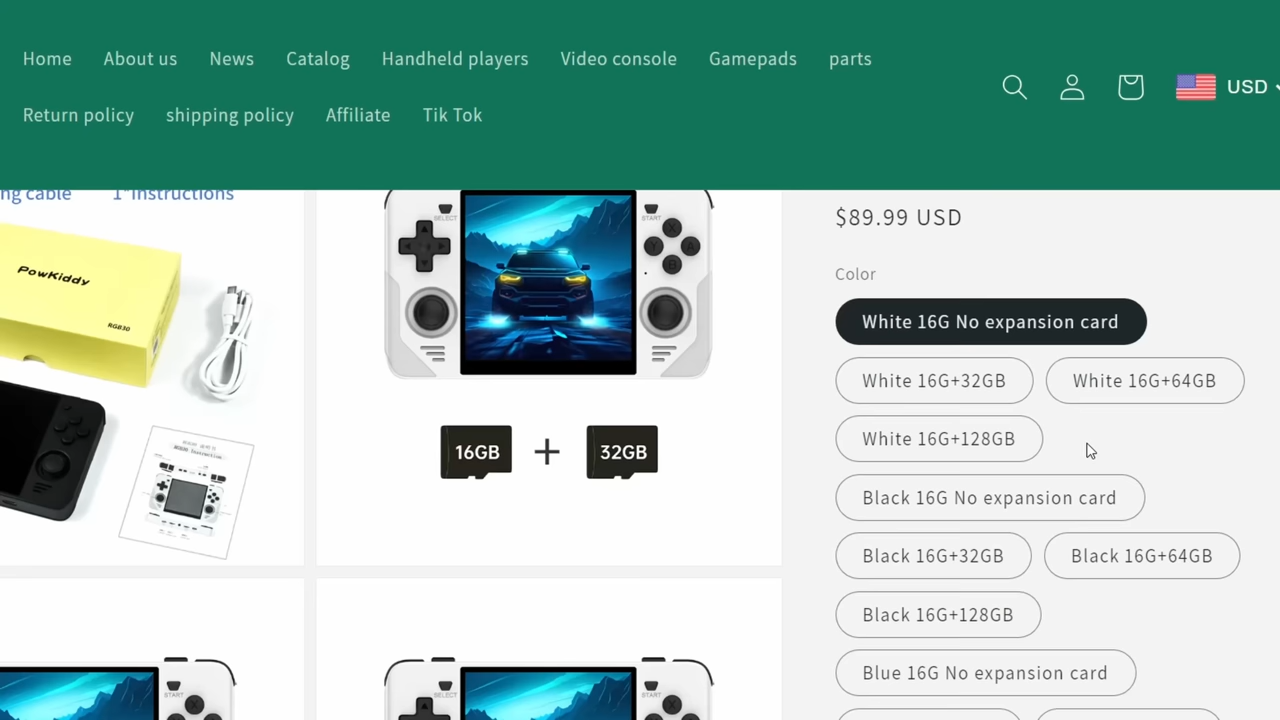 Home About us News Catalog Handheld players Video console Gamepads parts
Return policy shipping policy Affiliate Tik Tok
USD
ng cable 1*Instructions
PowKiddy
RGB30
SELECT START
X
Y A
B
16GB + 32GB
$89.99 USD
Color
White 16G No expansion card
White 16G+32GB White 16G+64GB
White 16G+128GB
Black 16G No expansion card
Black 16G+32GB Black 16G+64GB
Black 16G+128GB
Blue 16G No expansion card
START SELECT START
X